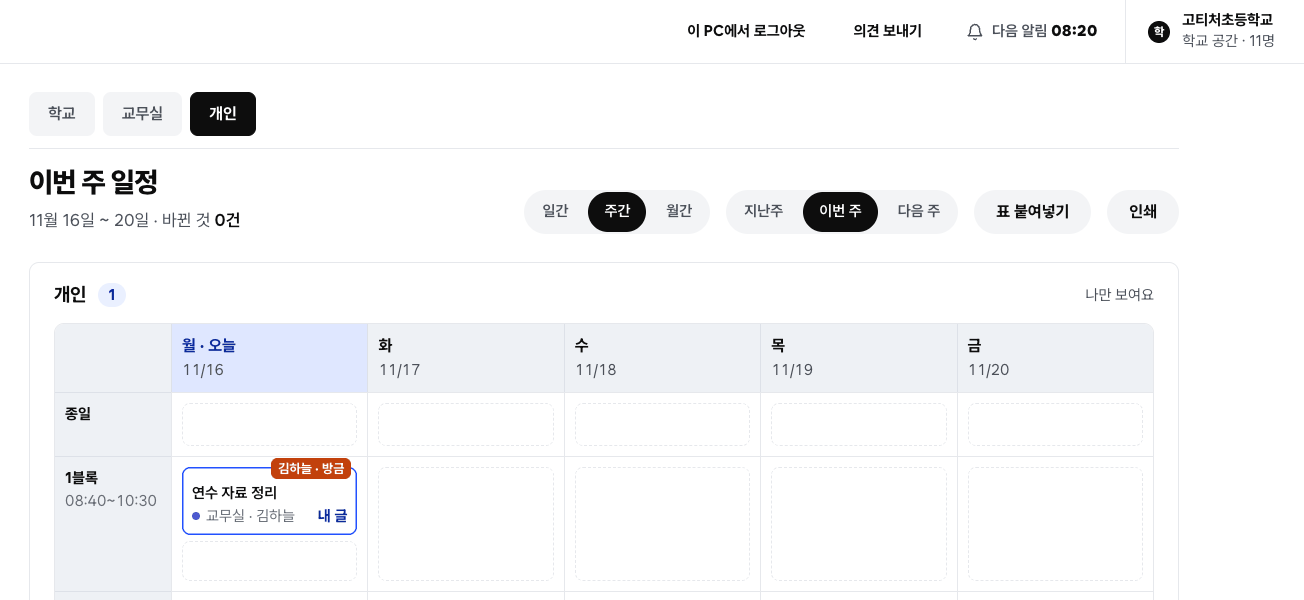 이 PC에서 로그아웃
의견 보내기
다음 알림 08:20
학
고티처초등학교
학교 공간 · 11명
학교
교무실
개인
이번 주 일정
11월 16일 ~ 20일 · 바뀐 것 0건
일간
주간
월간
지난주
이번 주
다음 주
표 붙여넣기
인쇄
개인 1
나만 보여요
월 · 오늘
11/16
화
11/17
수
11/18
목
11/19
금
11/20
종일
1블록
08:40~10:30
김하늘 · 방금
연수 자료 정리
교무실 · 김하늘
내 글